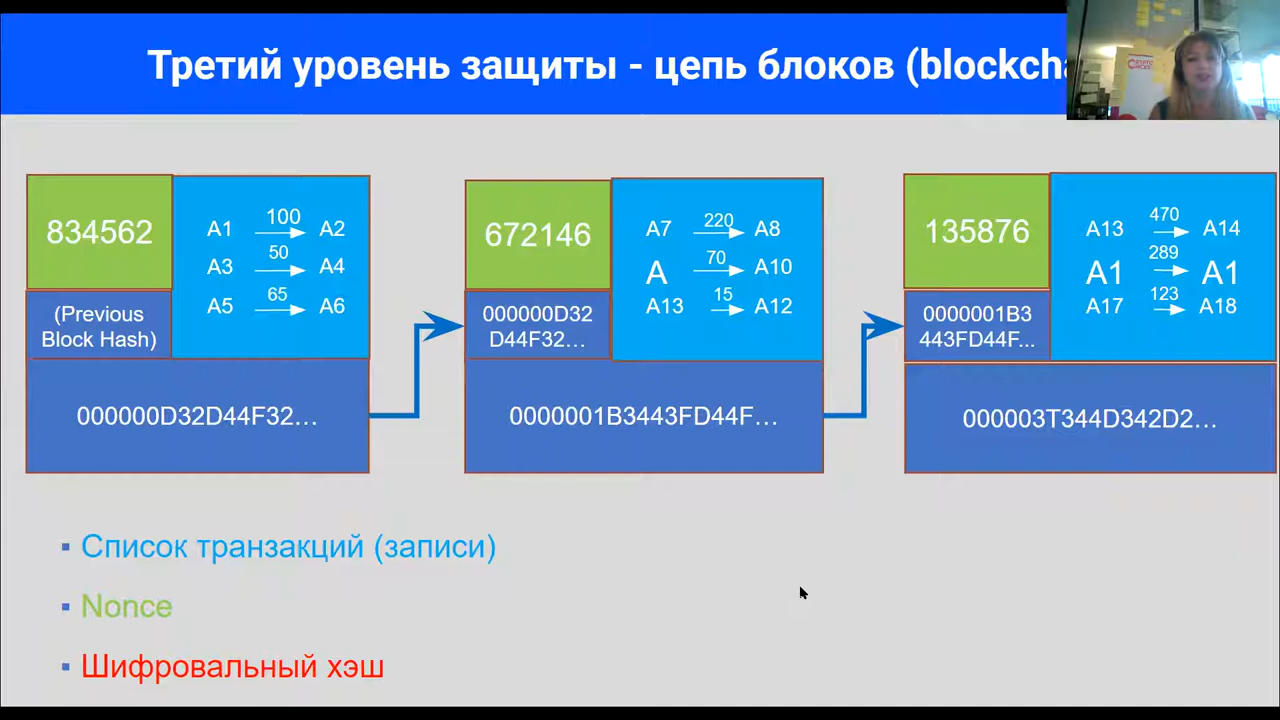 Третий уровень защиты - цепь блоков (blockcha
834562
A1 100 A2
A3 50 A4
A5 65 A6
(Previous
Block Hash)
000000D32D44F32...
672146
A7 220 A8
A 70 A10
A13 15 A12
000000D32
D44F32...
0000001B3443FD44F...
135876
A13 470 A14
A1 289 A1
A17 123 A18
0000001B3
443FD44F...
000003T344D342D2...
▪ Список транзакций (записи)
▪ Nonce
▪ Шифровальный хэш